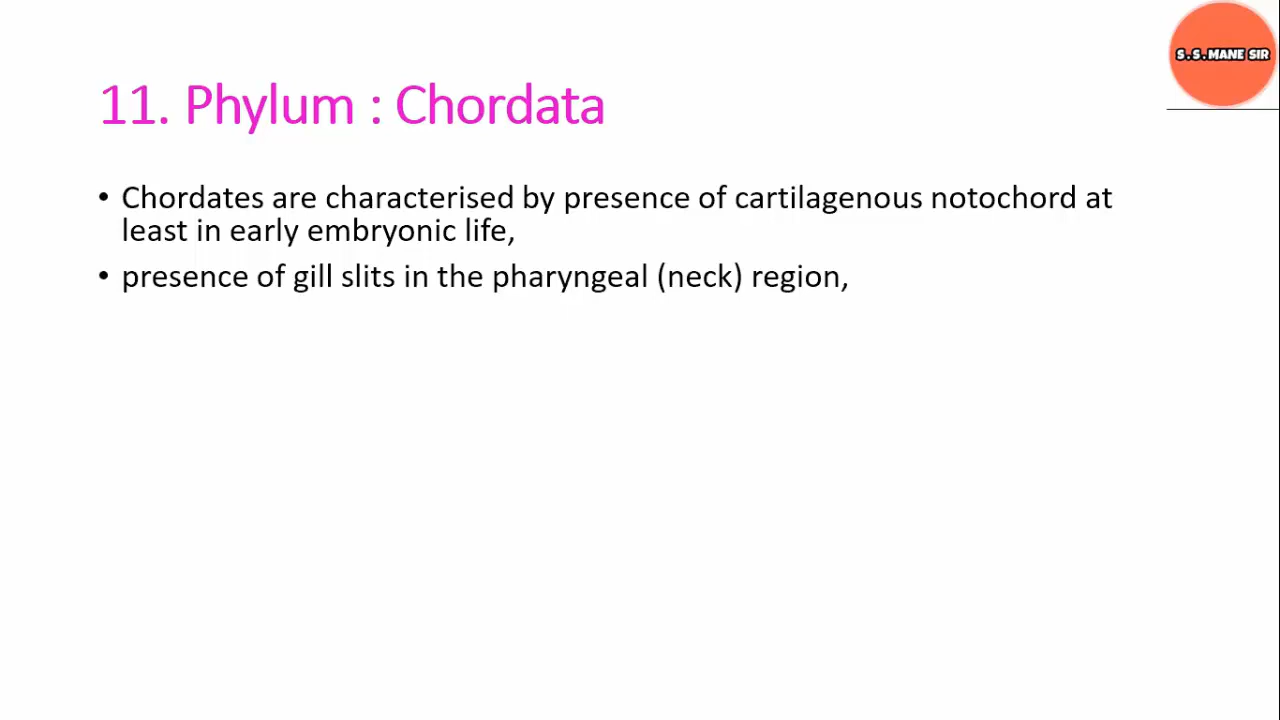 S.S.MANE SIR
11. Phylum : Chordata
• Chordates are characterised by presence of cartilagenous notochord at
least in early embryonic life,
• presence of gill slits in the pharyngeal (neck) region,